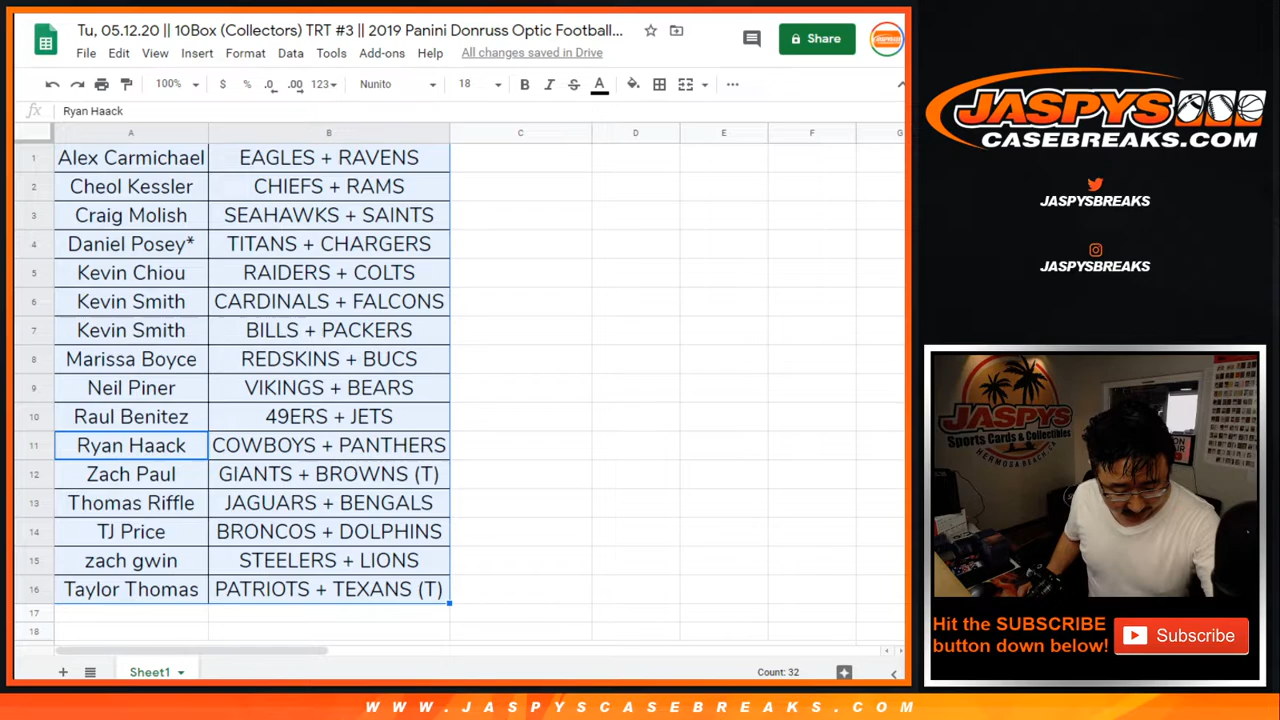 Tu, 05.12.20 || 10Box (Collectors) TRT #3 || 2019 Panini Donruss Optic Football...
File Edit View Insert Format Data Tools Add-ons Help All changes saved in Drive
Share
100% $ % .0 .00 123 Nunito 18 B I S A
fx Ryan Haack
A B C D E F G
1 Alex Carmichael EAGLES + RAVENS
2 Cheol Kessler CHIEFS + RAMS
3 Craig Molish SEAHAWKS + SAINTS
4 Daniel Posey* TITANS + CHARGERS
5 Kevin Chiou RAIDERS + COLTS
6 Kevin Smith CARDINALS + FALCONS
7 Kevin Smith BILLS + PACKERS
8 Marissa Boyce REDSKINS + BUCS
9 Neil Piner VIKINGS + BEARS
10 Raul Benitez 49ERS + JETS
11 Ryan Haack COWBOYS + PANTHERS
12 Zach Paul GIANTS + BROWNS (T)
13 Thomas Riffle JAGUARS + BENGALS
14 TJ Price BRONCOS + DOLPHINS
15 zach gwin STEELERS + LIONS
16 Taylor Thomas PATRIOTS + TEXANS (T)
17
18
Sheet1
Count: 32
JASPYS
CASEBREAKS.COM
JASPYSBREAKS
JASPYSBREAKS
JASPYS
Sports Cards & Collectibles
HERMOSA BEACH, CA
Hit the SUBSCRIBE
button down below!
Subscribe
WWW.JASPYSCASEBREAKS.COM